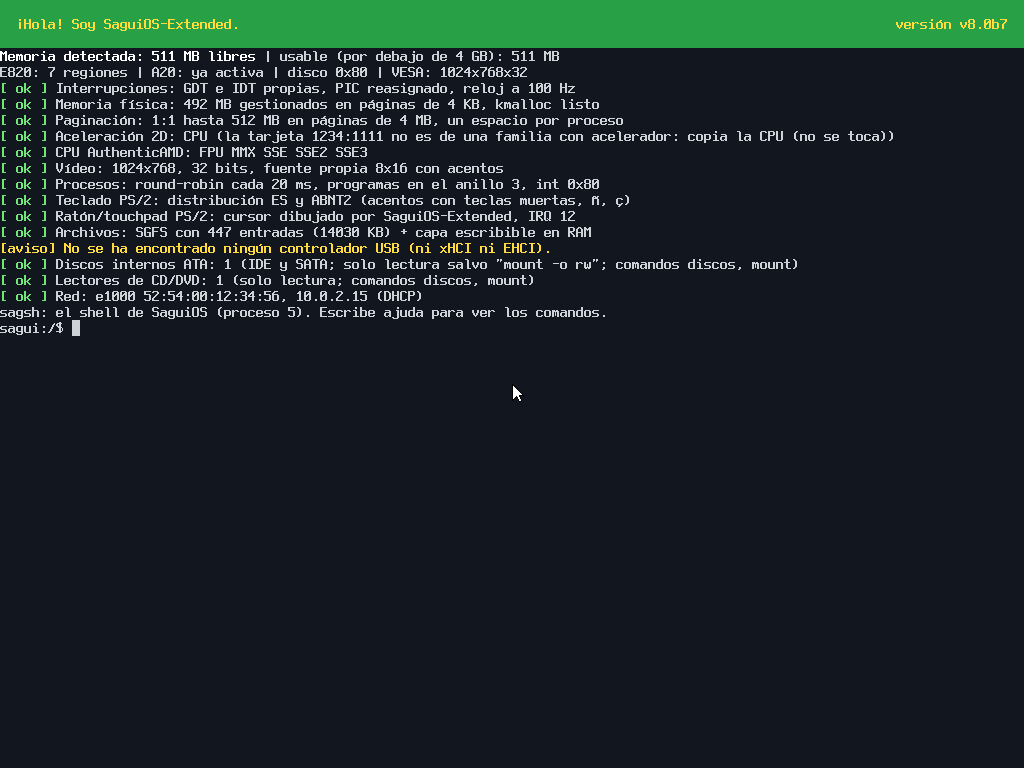 ¡Hola! Soy SaguiOS-Extended. versión v8.0b7
Memoria detectada: 511 MB libres | usable (por debajo de 4 GB): 511 MB
E820: 7 regiones | A20: ya activa | disco 0x80 | VESA: 1024x768x32
[ ok ] Interrupciones: GDT e IDT propias, PIC reasignado, reloj a 100 Hz
[ ok ] Memoria física: 492 MB gestionados en páginas de 4 KB, kmalloc listo
[ ok ] Paginación: 1:1 hasta 512 MB en páginas de 4 MB, un espacio por proceso
[ ok ] Aceleración 2D: CPU (la tarjeta 1234:1111 no es de una familia con acelerador: copia la CPU (no se toca))
[ ok ] CPU AuthenticAMD: FPU MMX SSE SSE2 SSE3
[ ok ] Vídeo: 1024x768, 32 bits, fuente propia 8x16 con acentos
[ ok ] Procesos: round-robin cada 20 ms, programas en el anillo 3, int 0x80
[ ok ] Teclado PS/2: distribución ES y ABNT2 (acentos con teclas muertas, ñ, ç)
[ ok ] Ratón/touchpad PS/2: cursor dibujado por SaguiOS-Extended, IRQ 12
[ ok ] Archivos: SGFS con 447 entradas (14030 KB) + capa escribible en RAM
[aviso] No se ha encontrado ningún controlador USB (ni xHCI ni EHCI).
[ ok ] Discos internos ATA: 1 (IDE y SATA; solo lectura salvo "mount -o rw"; comandos discos, mount)
[ ok ] Lectores de CD/DVD: 1 (solo lectura; comandos discos, mount)
[ ok ] Red: e1000 52:54:00:12:34:56, 10.0.2.15 (DHCP)
sagsh: el shell de SaguiOS (proceso 5). Escribe ajuda para ver los comandos.
sagui:/$